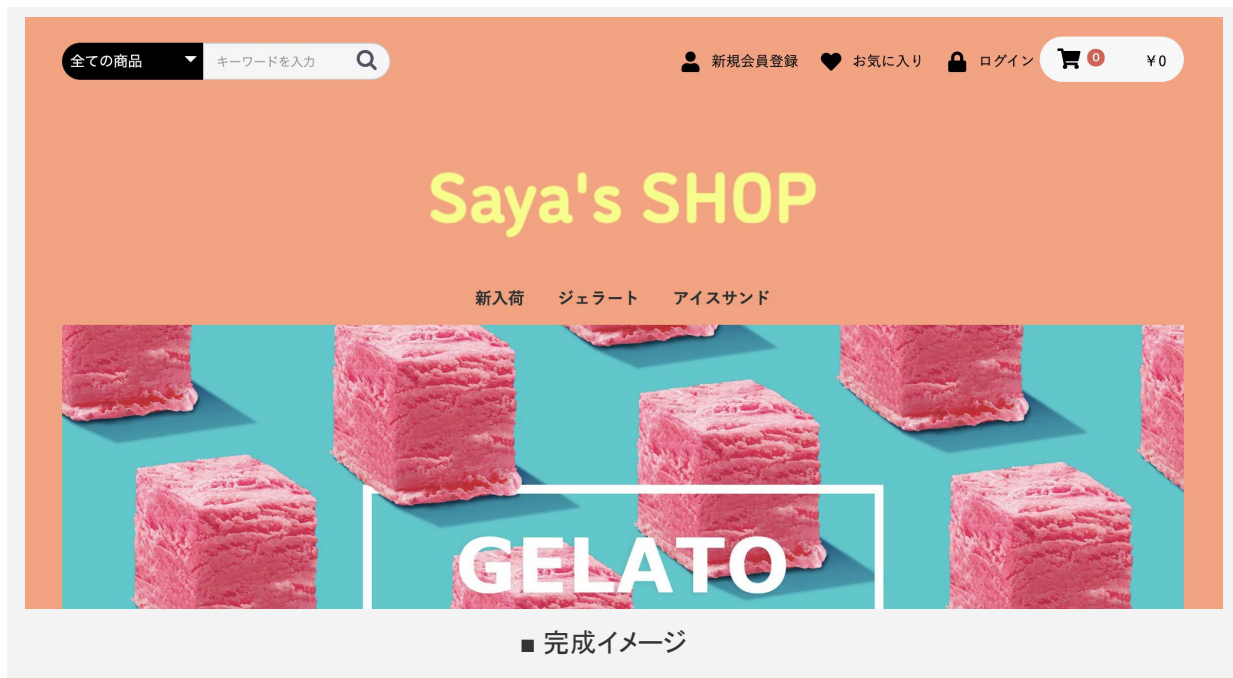 全ての商品 キーワードを入力 新規会員登録 お気に入り ログイン 0 ￥0
Saya's SHOP
新入荷 ジェラート アイスサンド
GELATO
■ 完成イメージ